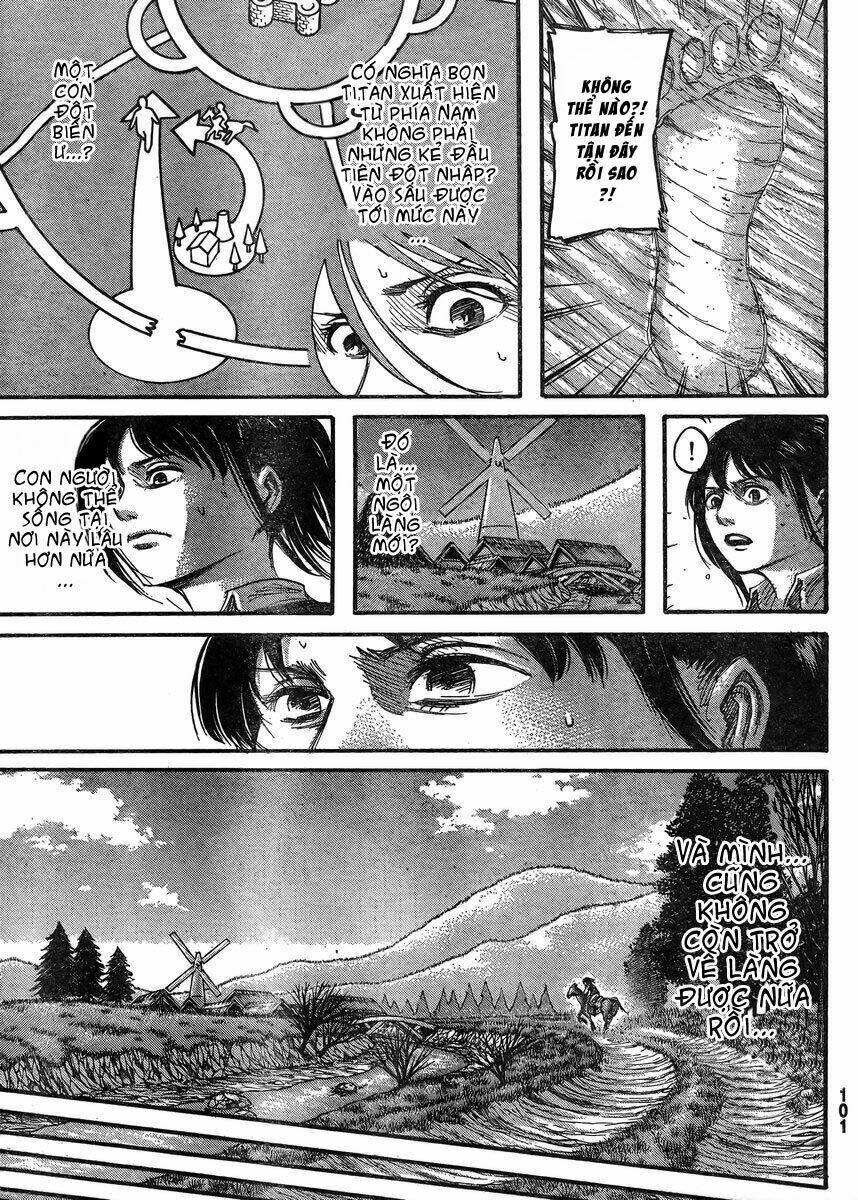 KHÔNG
THỂ NÀO?!
TITAN ĐẾN
TẬN ĐÂY
RỒI SAO
?!
CÓ NGHĨA BỌN
TITAN XUẤT HIỆN
TỪ PHÍA NAM
KHÔNG PHẢI
NHỮNG KẺ ĐẦU
TIÊN ĐỘT NHẬP?
VÀO SÂU ĐƯỢC
TỚI MỨC NÀY
...
MỘT
CON
ĐỘT
BIẾN
Ư...?
!
ĐÓ
LÀ...
MỘT
NGÔI
LÀNG
MỚI?
CON NGƯỜI
KHÔNG THỂ
SỐNG TẠI
NƠI NÀY LÂU
HƠN NỮA
...
VÀ MÌNH...
CŨNG
KHÔNG
CÒN TRỞ
VỀ LÀNG
ĐƯỢC NỮA
RỒI...
101